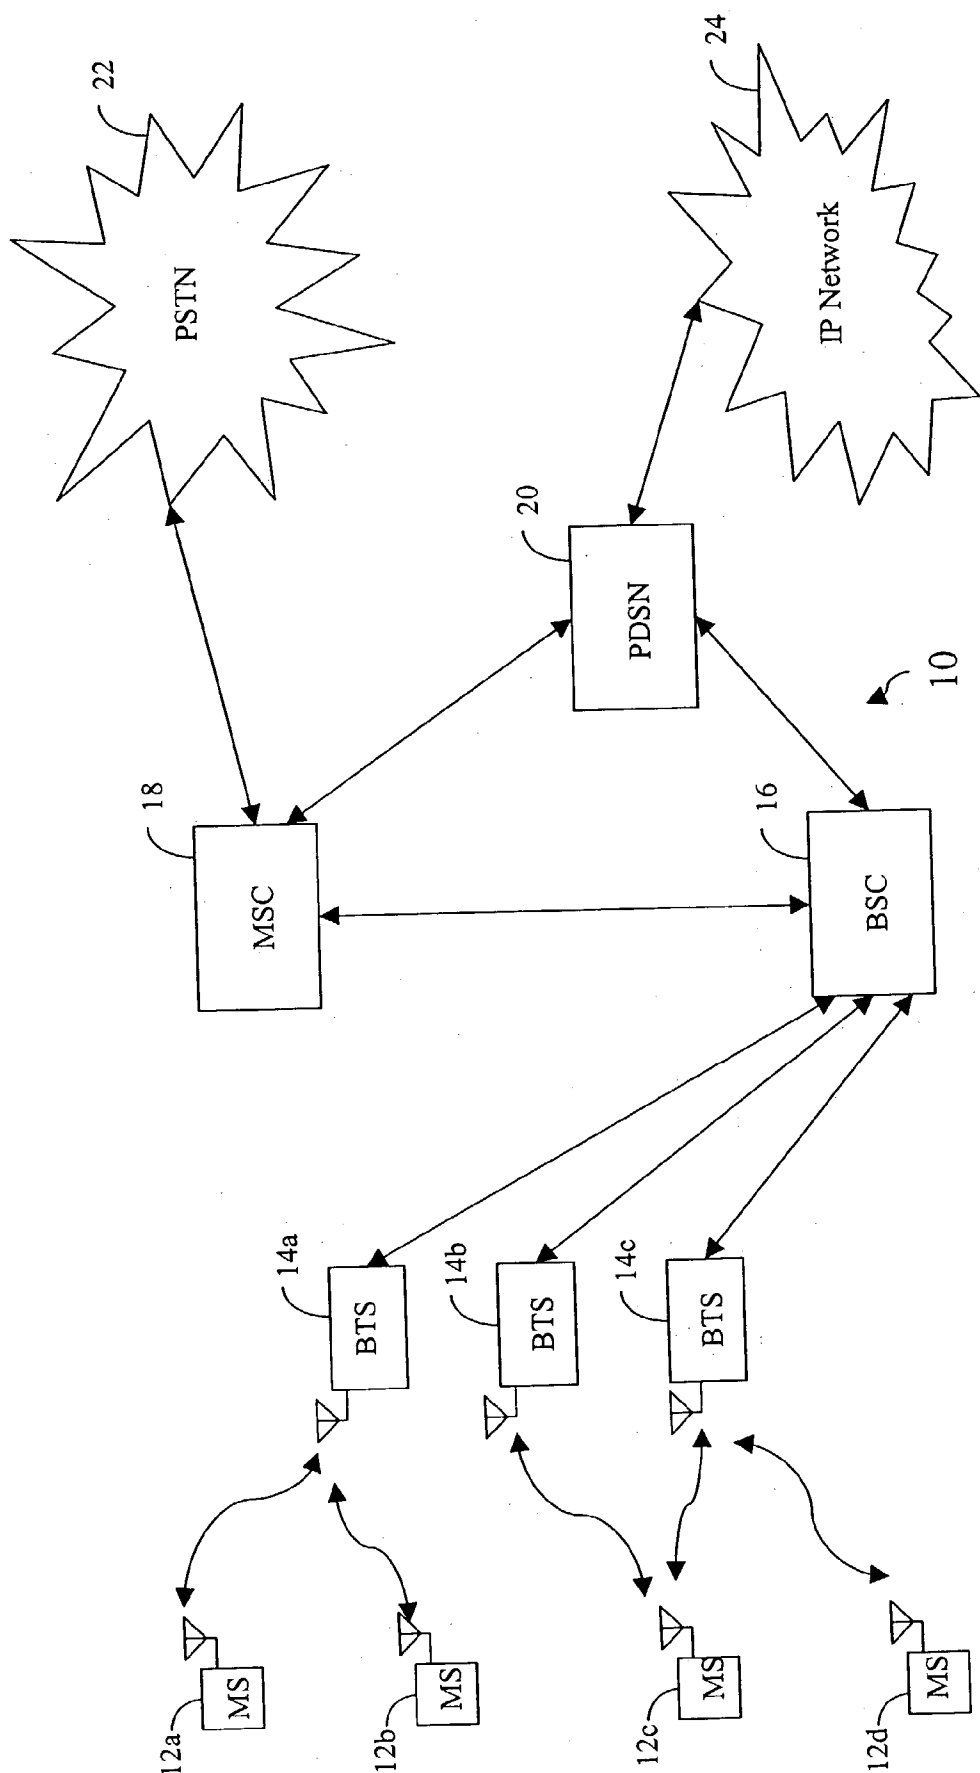 22
PSTN
24
IP Network
20
PDSN
18
MSC
16
BSC
10
14a
BTS
14b
BTS
14c
BTS
12a
MS
12b
MS
12c
MS
12d
MS